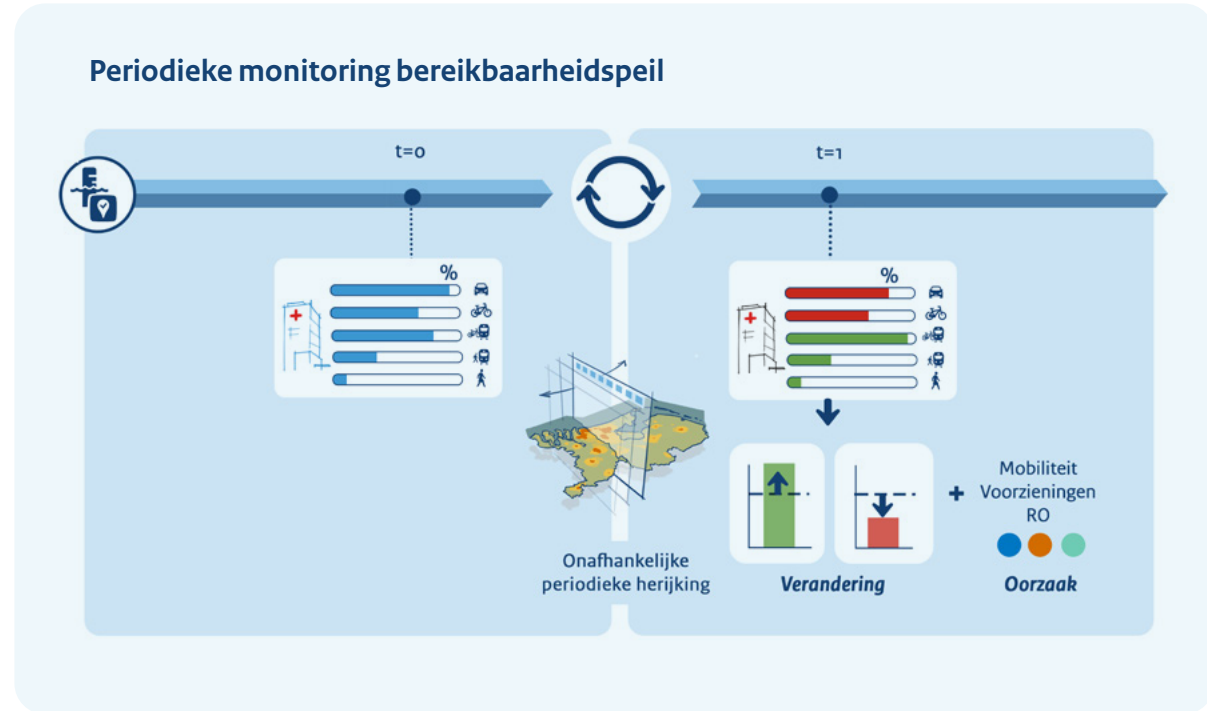 Periodieke monitoring bereikbaarheidspeil
t=0
t=1
%
%
Onafhankelijke
periodieke herijking
Verandering
+
Mobiliteit
Voorzieningen
RO
Oorzaak